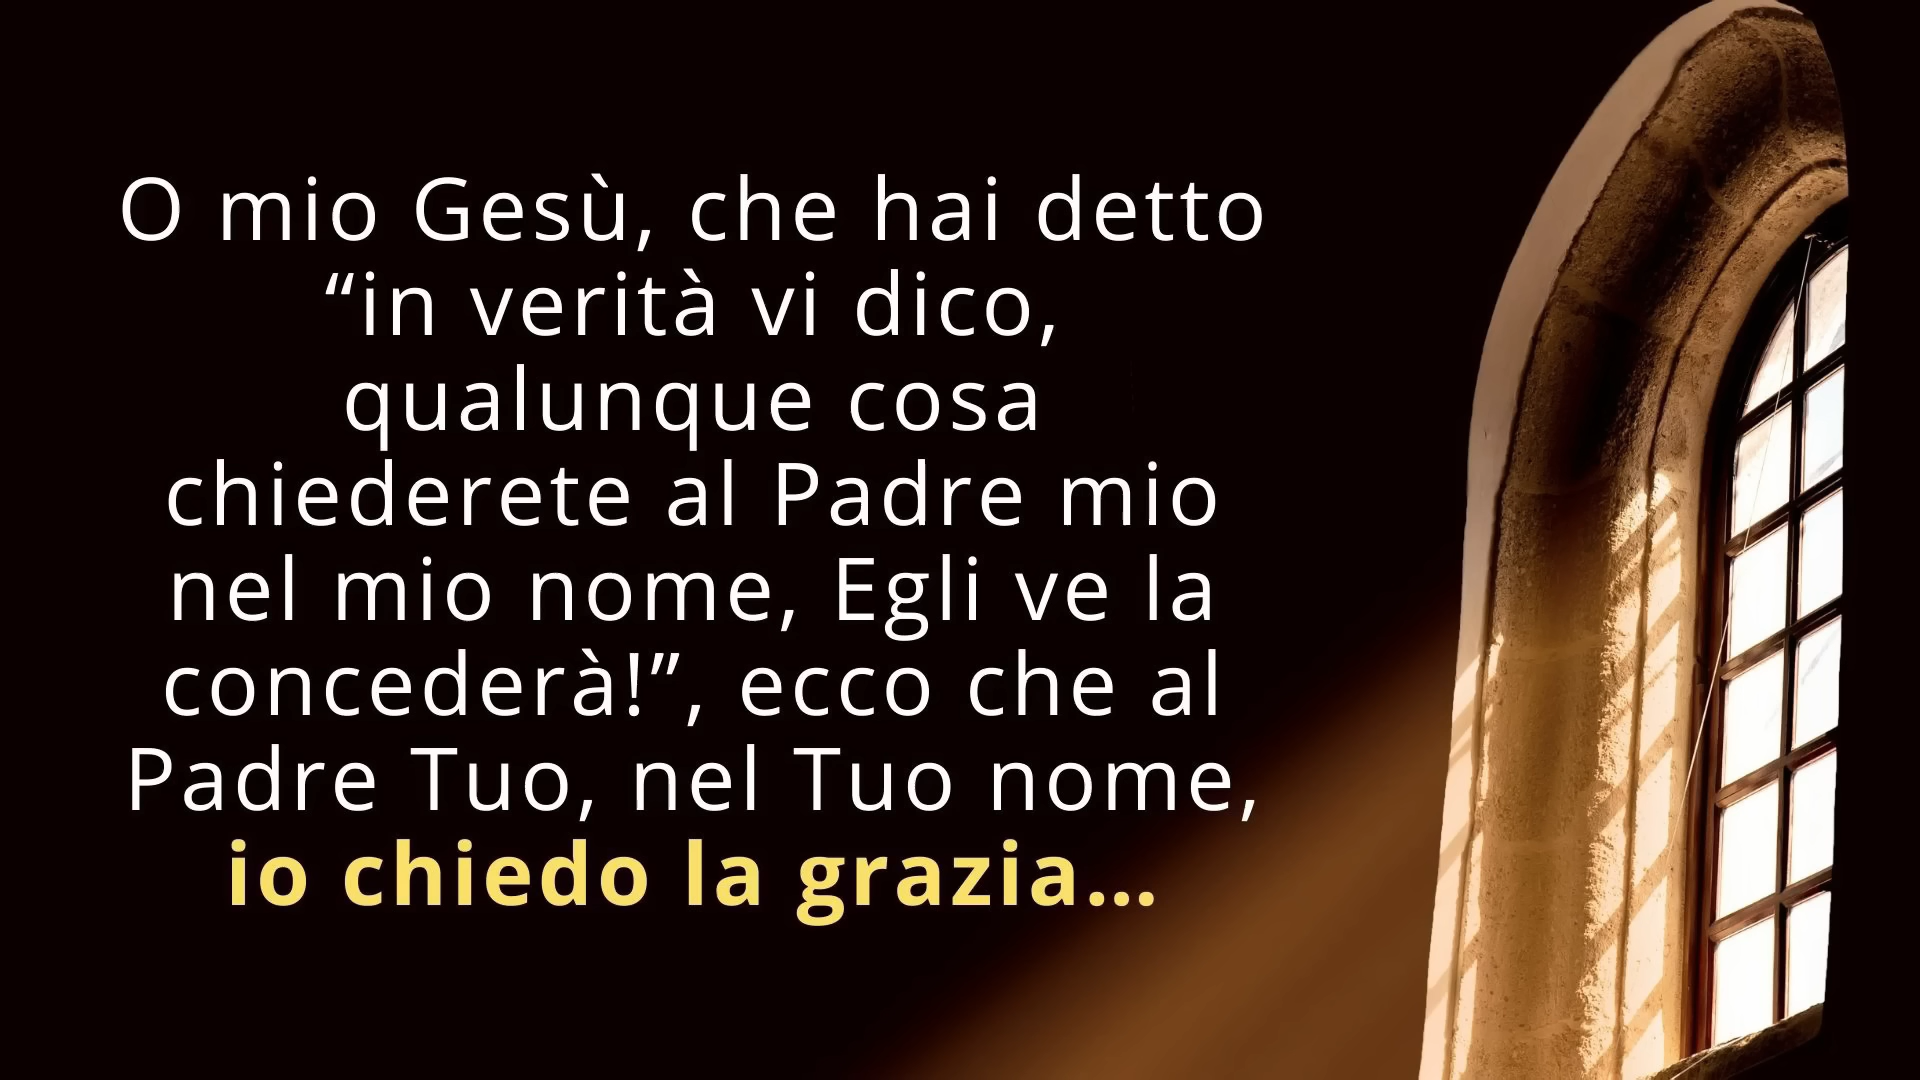 O mio Gesù, che hai detto
“in verità vi dico,
qualunque cosa
chiederete al Padre mio
nel mio nome, Egli ve la
concederà!”, ecco che al
Padre Tuo, nel Tuo nome,
io chiedo la grazia...